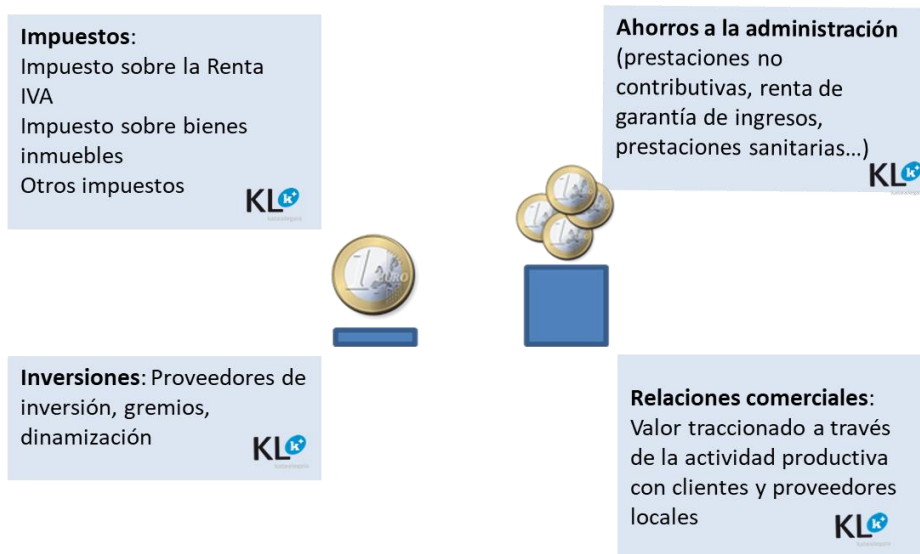 Impuestos:
Impuesto sobre la Renta
IVA
Impuesto sobre bienes
inmuebles
Otros impuestos
KL k+
Ahorros a la administración
(prestaciones no
contributivas, renta de
garantía de ingresos,
prestaciones sanitarias...)
KL k+
1 EURO
Inversiones: Proveedores de
inversión, gremios,
dinamización
KL k+
Relaciones comerciales:
Valor traccionado a través
de la actividad productiva
con clientes y proveedores
locales
KL k+